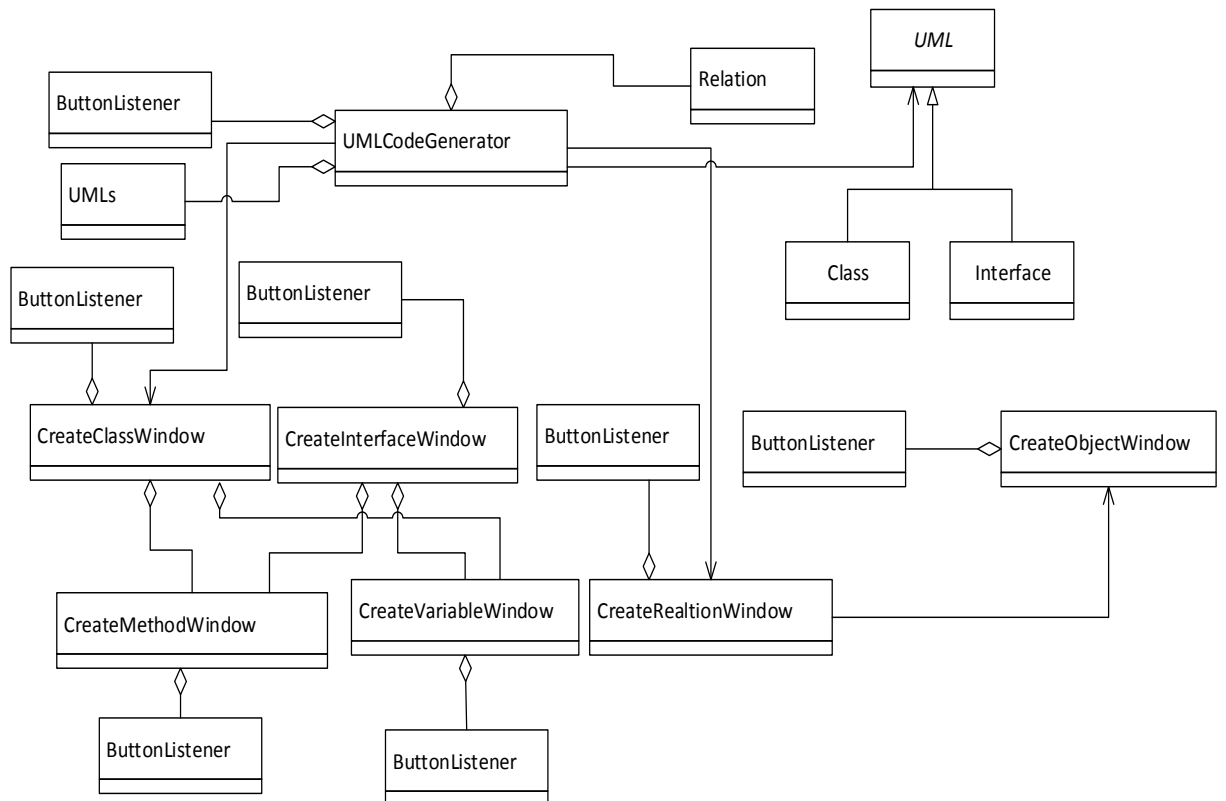 UML
Relation
ButtonListener
UMLCodeGenerator
UMLs
Class
Interface
ButtonListener
ButtonListener
CreateClassWindow
CreateInterfaceWindow
ButtonListener
ButtonListener
CreateObjectWindow
CreateMethodWindow
CreateVariableWindow
CreateRealtionWindow
ButtonListener
ButtonListener